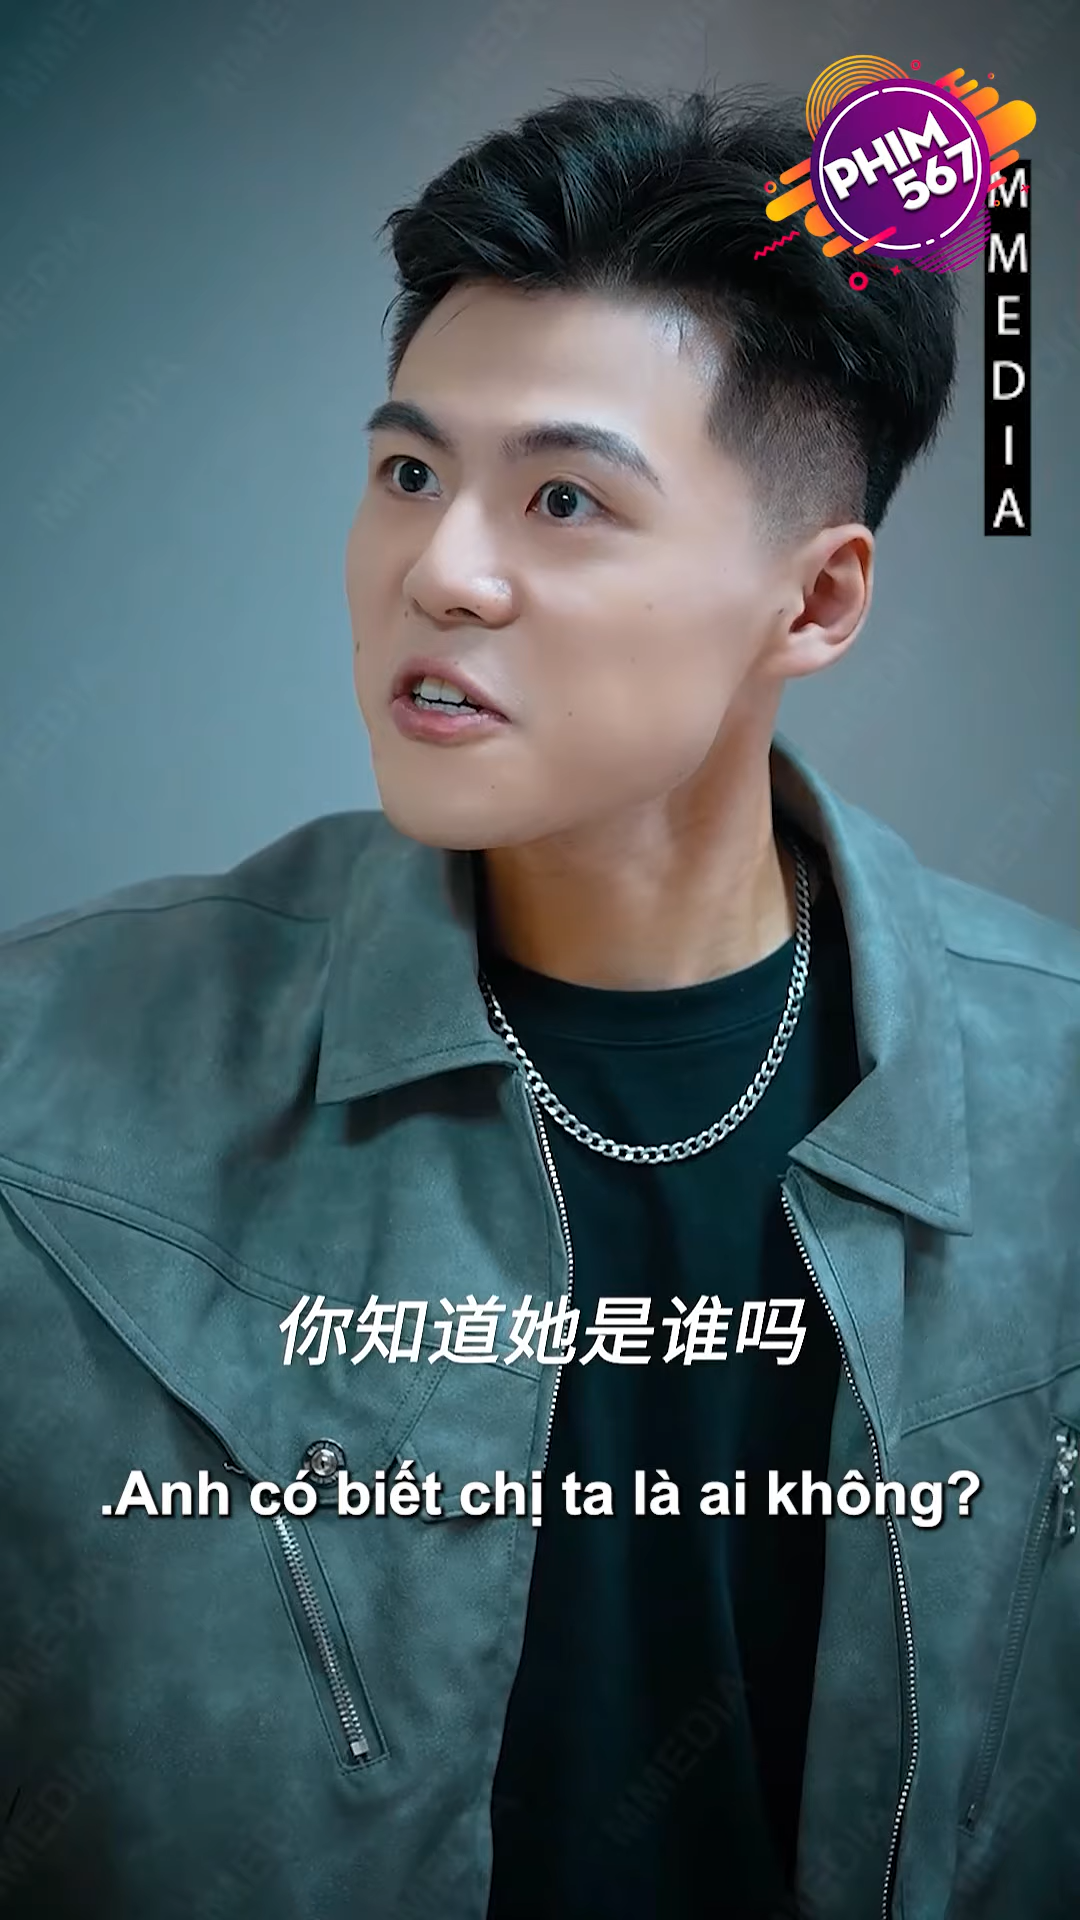 PHIM
567
MMEDIA
你知道她是谁吗
.Anh có biết chị ta là ai không?